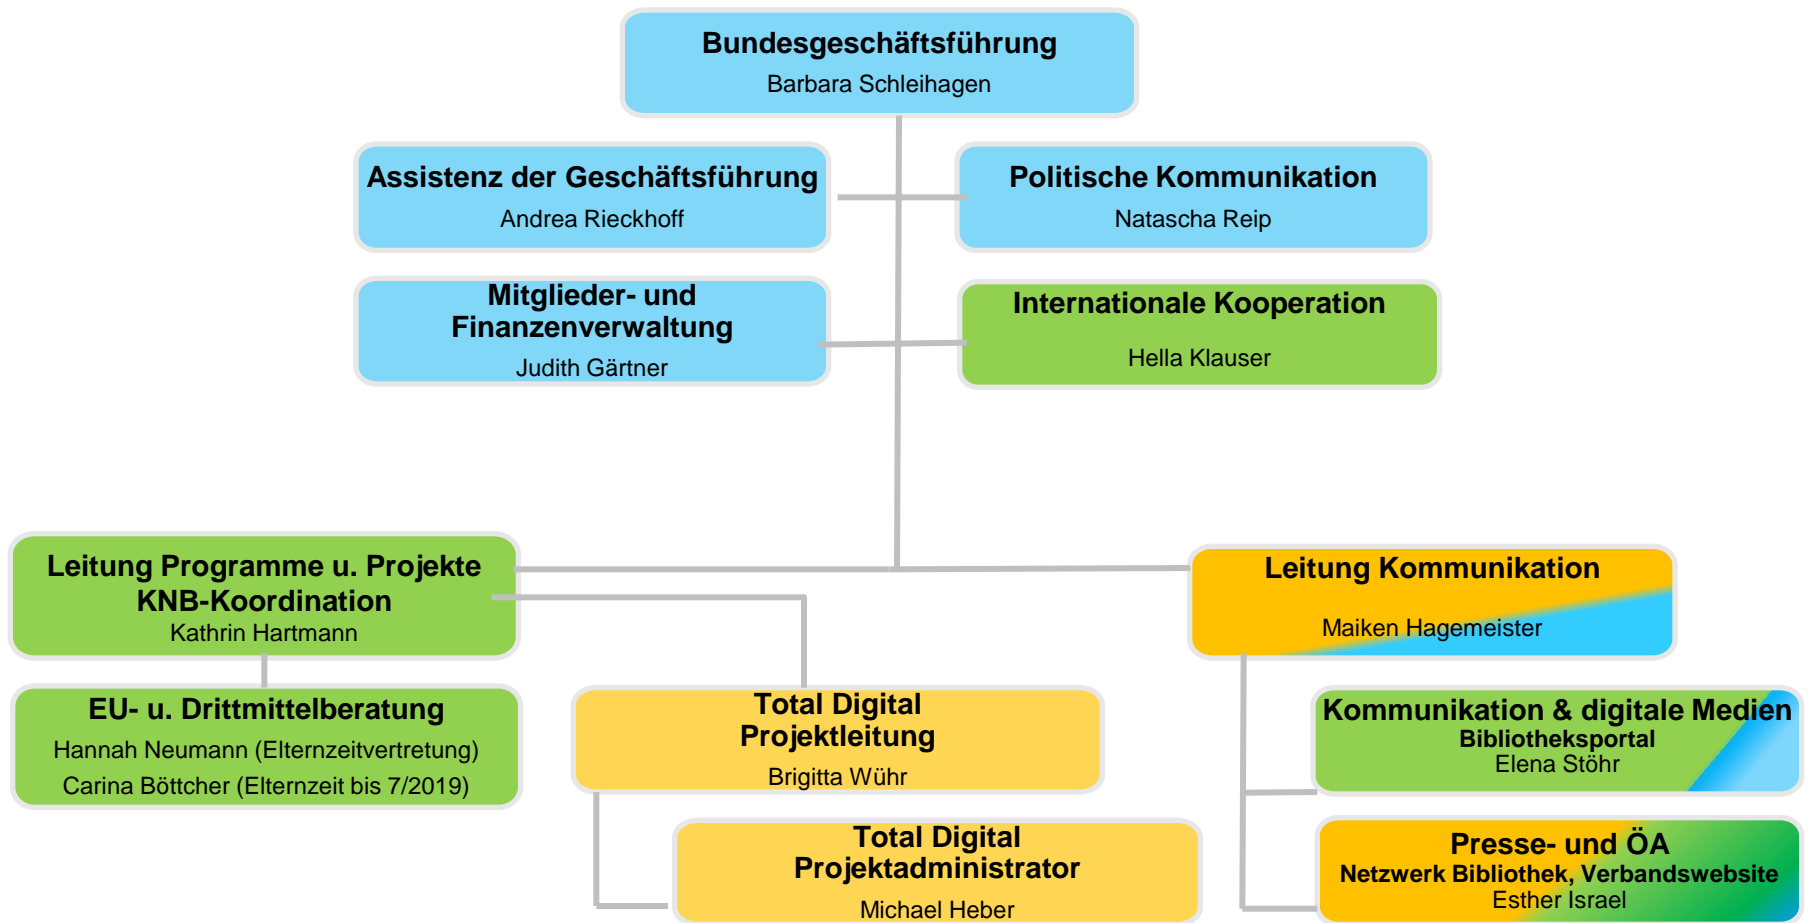 Bundesgeschäftsführung
Barbara Schleihagen
Assistenz der Geschäftsführung
Andrea Rieckhoff
Politische Kommunikation
Natascha Reip
Mitglieder- und
Finanzenverwaltung
Judith Gärtner
Internationale Kooperation
Hella Klauser
Leitung Programme u. Projekte
KNB-Koordination
Kathrin Hartmann
Leitung Kommunikation
Maiken Hagemeister
EU- u. Drittmittelberatung
Hannah Neumann (Elternzeitvertretung)
Carina Böttcher (Elternzeit bis 7/2019)
Total Digital
Projektleitung
Brigitta Wühr
Kommunikation & digitale Medien
Bibliotheksportal
Elena Stöhr
Total Digital
Projektadministrator
Michael Heber
Presse- und ÖA
Netzwerk Bibliothek, Verbandswebsite
Esther Israel